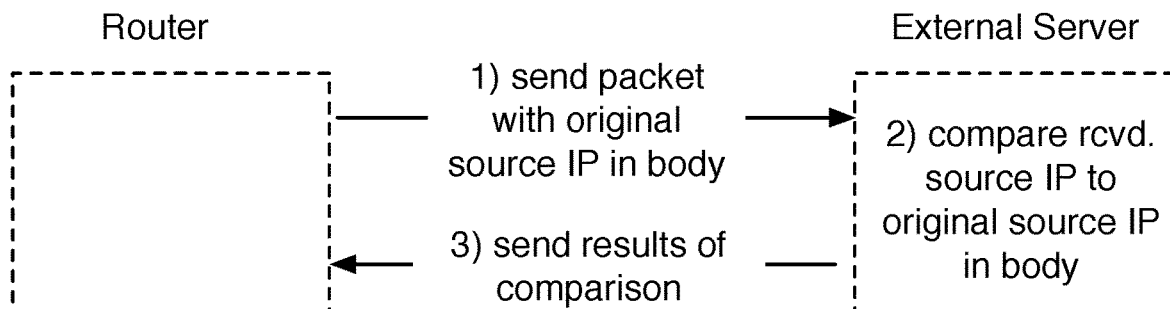 Router
External Server
1) send packet
with original
source IP in body
2) compare rcvd.
source IP to
original source IP
in body
3) send results of
comparison